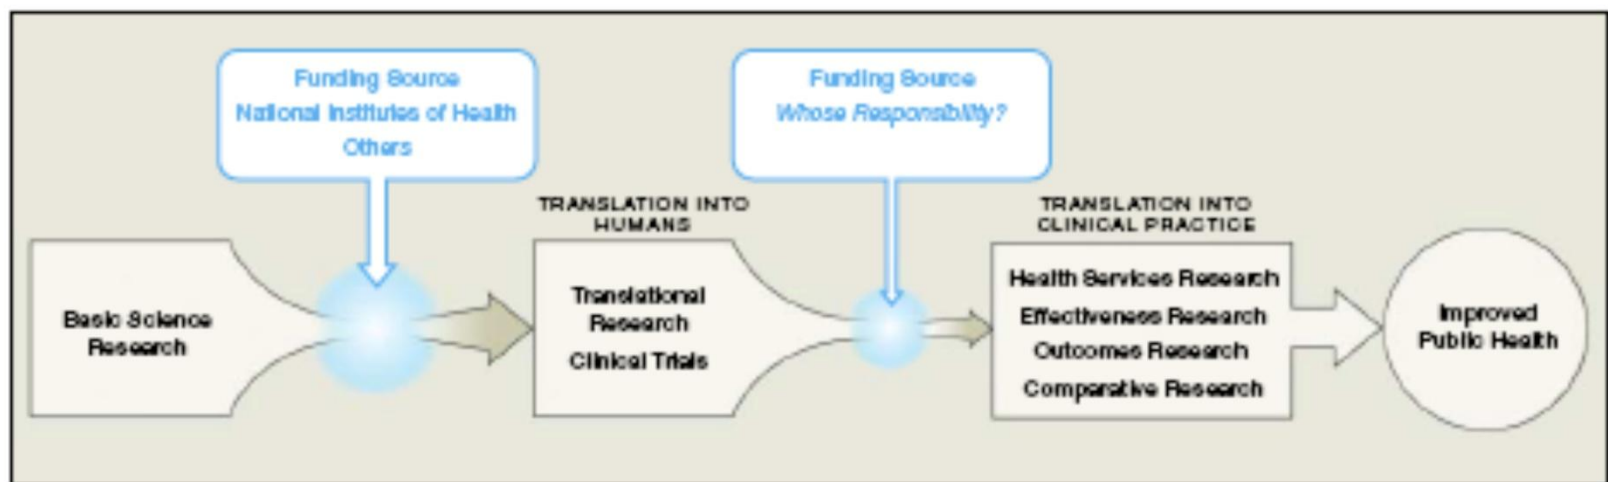 Funding Source
National Institutes of Health
Others
Funding Source
Whose Responsibility?
TRANSLATION INTO
HUMANS
TRANSLATION INTO
CLINICAL PRACTICE
Basic Science
Research
Translational
Research
Clinical Trials
Health Services Research
Effectiveness Research
Outcomes Research
Comparative Research
Improved
Public Health